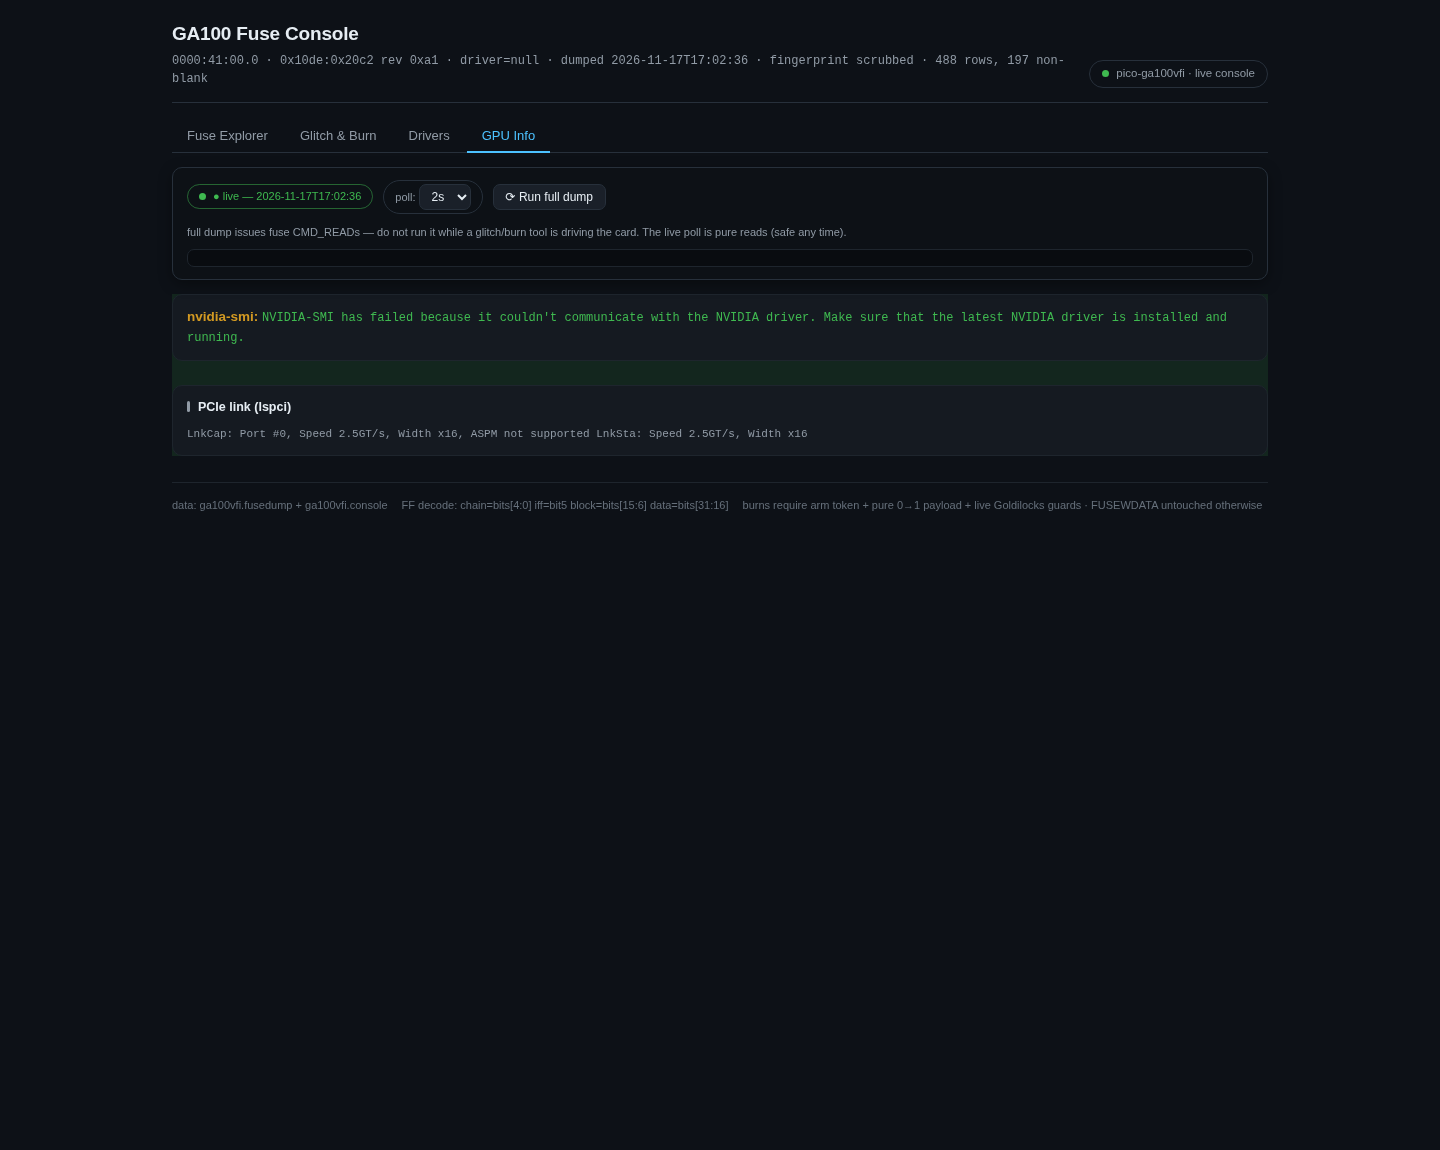 GA100 Fuse Console
0000:41:00.0 · 0x10de:0x20c2 rev 0xa1 · driver=null · dumped 2026-11-17T17:02:36 · fingerprint scrubbed · 488 rows, 197 non-
blank
pico-ga100vfi · live console
Fuse Explorer Glitch & Burn Drivers GPU Info
● live — 2026-11-17T17:02:36 poll: 2s ⟳ Run full dump
full dump issues fuse CMD_READs — do not run it while a glitch/burn tool is driving the card. The live poll is pure reads (safe any time).
nvidia-smi: NVIDIA-SMI has failed because it couldn't communicate with the NVIDIA driver. Make sure that the latest NVIDIA driver is installed and
running.
PCIe link (lspci)
LnkCap: Port #0, Speed 2.5GT/s, Width x16, ASPM not supported LnkSta: Speed 2.5GT/s, Width x16
data: ga100vfi.fusedump + ga100vfi.console FF decode: chain=bits[4:0] iff=bit5 block=bits[15:6] data=bits[31:16] burns require arm token + pure 0→1 payload + live Goldilocks guards · FUSEWDATA untouched otherwise